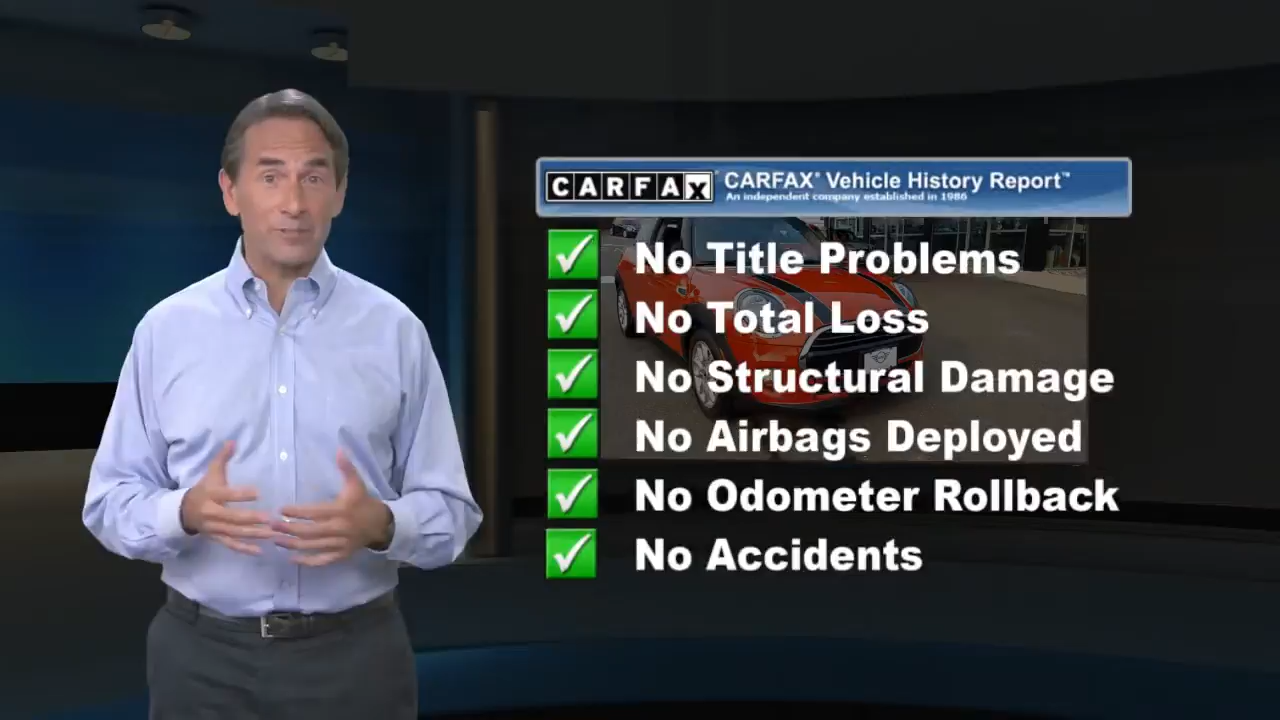 CARFAX
CARFAX® Vehicle History Report™
An independent company established in 1986
No Title Problems
No Total Loss
No Structural Damage
No Airbags Deployed
No Odometer Rollback
No Accidents
MINI